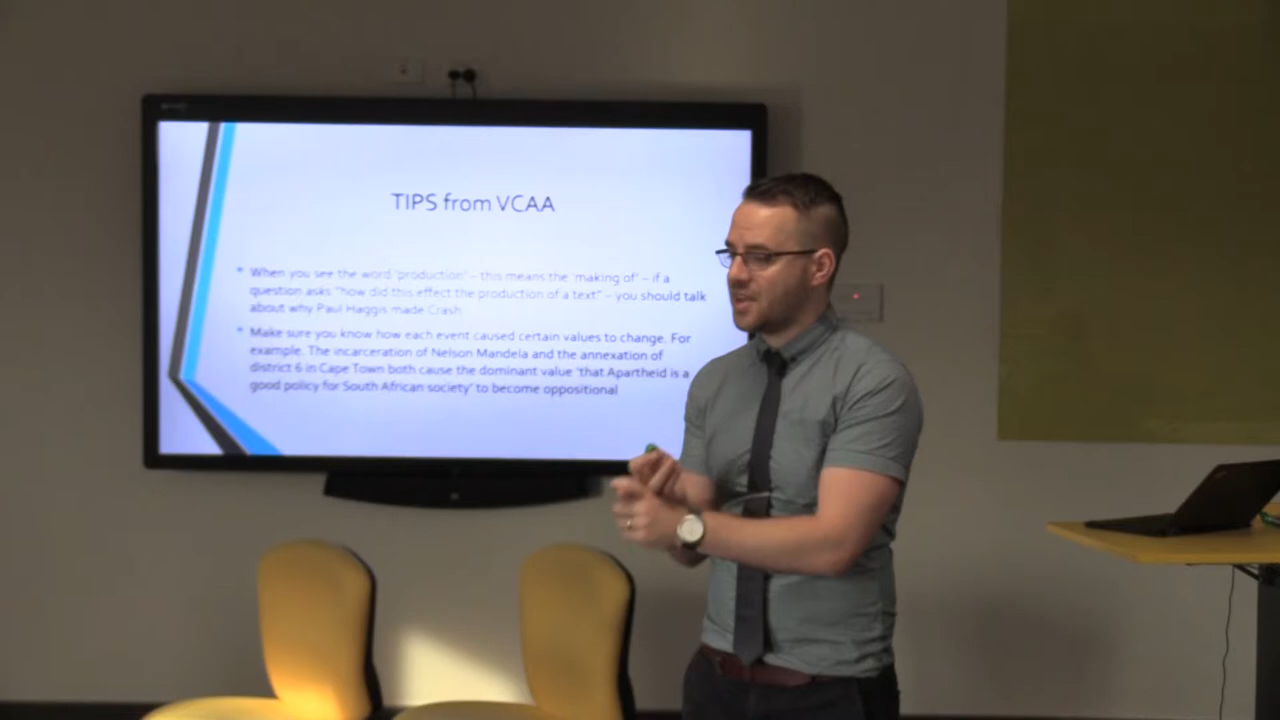 TIPS from VCAA
When you see the word 'production' – this means the 'making of' – if a
question asks "how did this effect the production of a text" – you should talk
about why Paul Haggis made Crash.
Make sure you know how each event caused certain values to change. For
example. The incarceration of Nelson Mandela and the annexation of
district 6 in Cape Town both cause the dominant value 'that Apartheid is a
good policy for South African society' to become oppositional